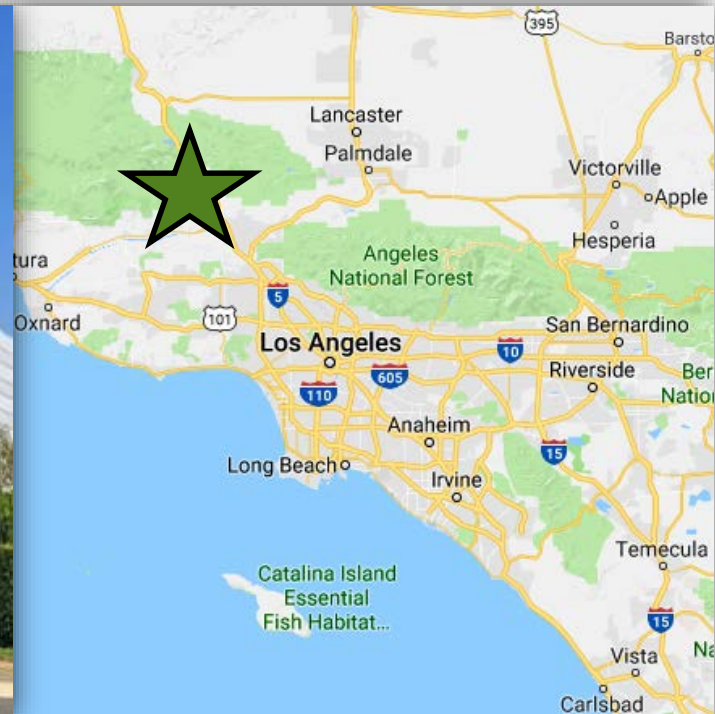 395
Barsto
Lancaster
Palmdale
Victorville
Apple
Hesperia
Angeles
National Forest
tura
Oxnard
5
101
San Bernardino
Los Angeles
10
Riverside
605
110
Ber
Natio
Anaheim
15
Long Beach
Irvine
Temecula
Catalina Island
Essential
Fish Habitat...
15
Na
Vista
Carlsbad